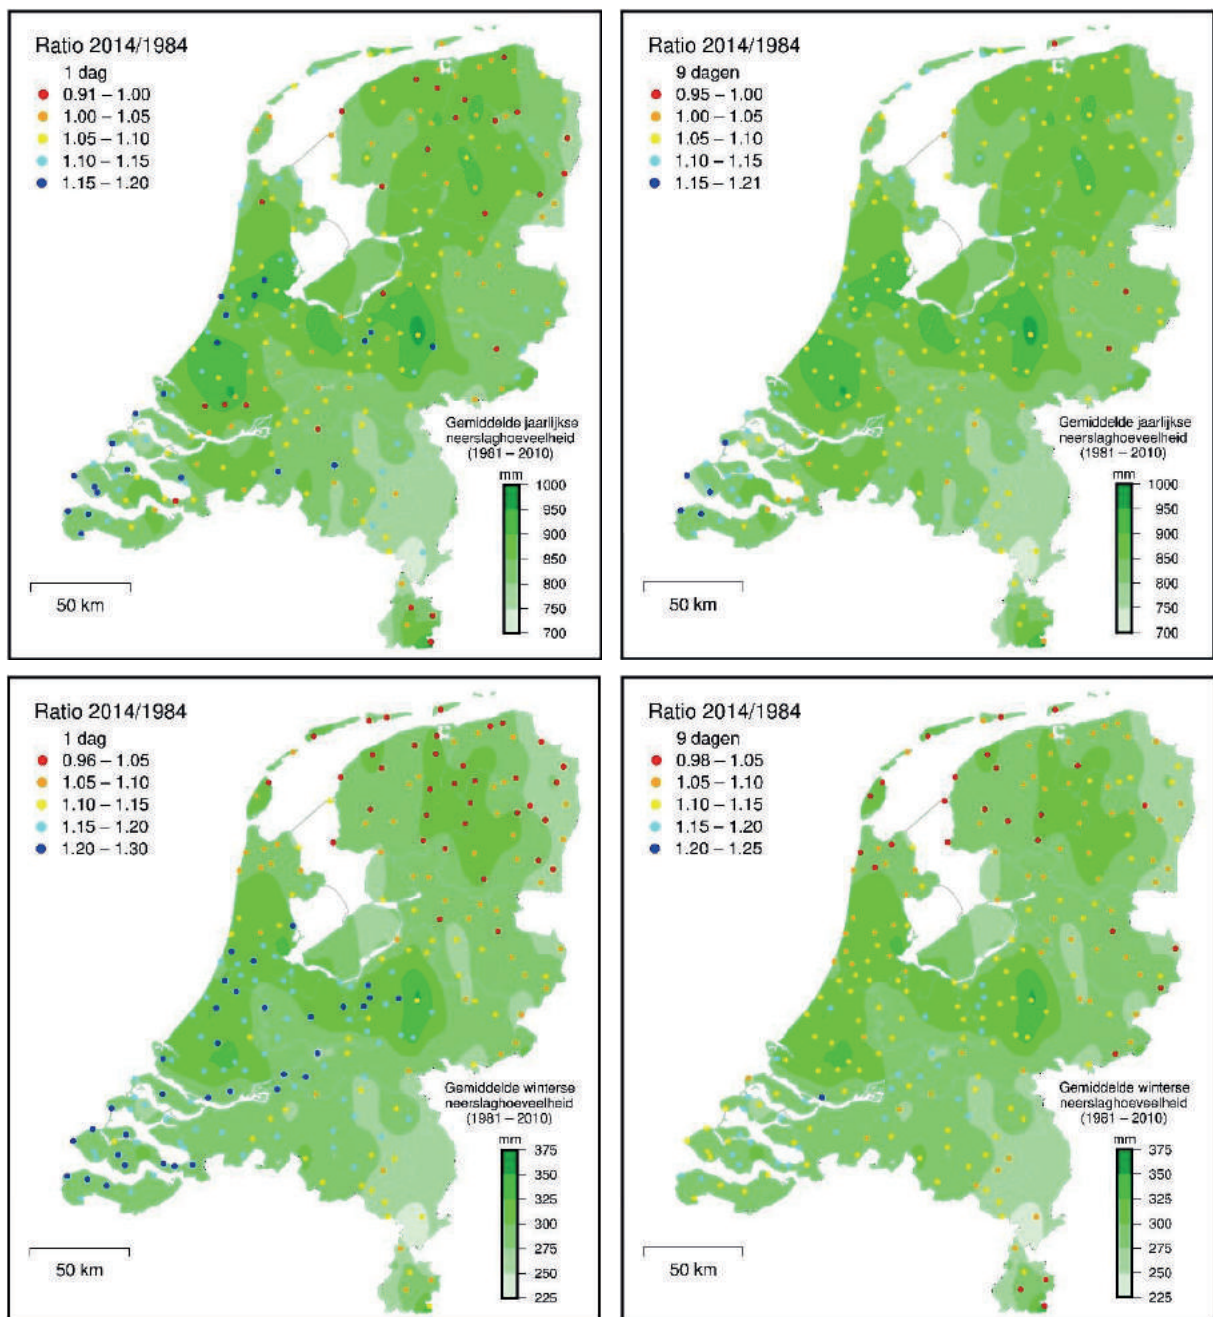 Ratio 2014/1984
1 dag
0.91 – 1.00
1.00 – 1.05
1.05 – 1.10
1.10 – 1.15
1.15 – 1.20
Gemiddelde jaarlijkse
neerslaghoeveelheid
(1981 – 2010)
mm
1000
950
900
850
800
750
700
50 km
Ratio 2014/1984
9 dagen
0.95 – 1.00
1.00 – 1.05
1.05 – 1.10
1.10 – 1.15
1.15 – 1.21
Gemiddelde jaarlijkse
neerslaghoeveelheid
(1981 – 2010)
mm
1000
950
900
850
800
750
700
50 km
Ratio 2014/1984
1 dag
0.96 – 1.05
1.05 – 1.10
1.10 – 1.15
1.15 – 1.20
1.20 – 1.30
Gemiddelde winterse
neerslaghoeveelheid
(1981 – 2010)
mm
375
350
325
300
275
250
225
50 km
Ratio 2014/1984
9 dagen
0.98 – 1.05
1.05 – 1.10
1.10 – 1.15
1.15 – 1.20
1.20 – 1.25
Gemiddelde winterse
neerslaghoeveelheid
(1981 – 2010)
mm
375
350
325
300
275
250
225
50 km